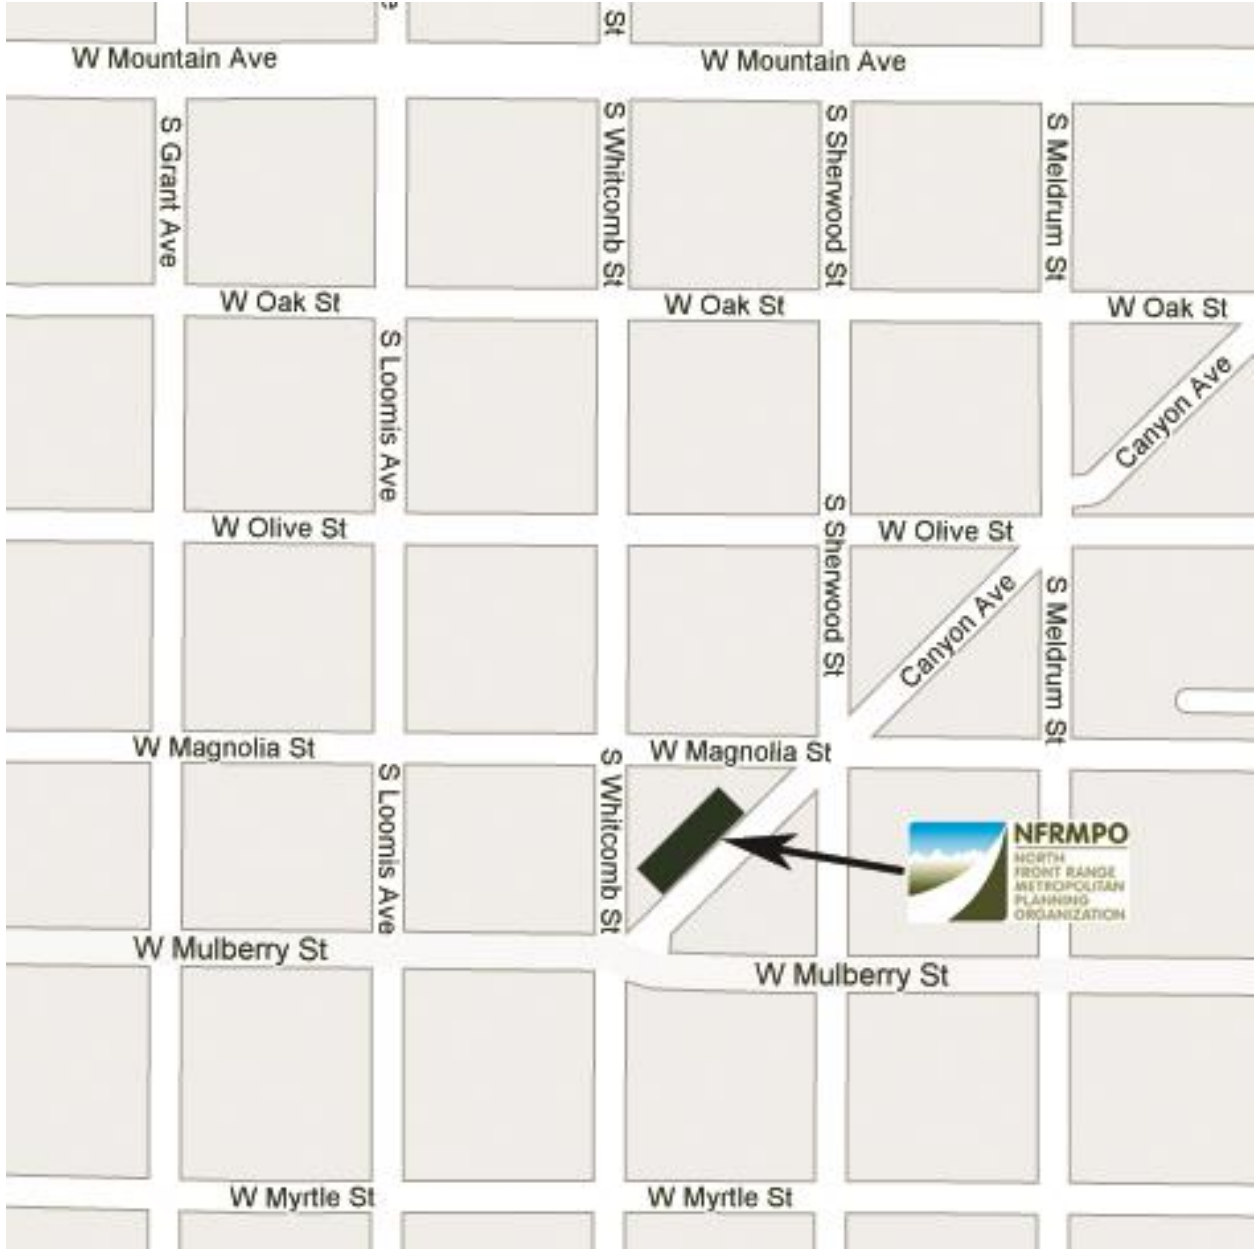 St
W Mountain Ave
W Mountain Ave
S Grant Ave
S Whitcomb St
S Sherwood St
S Meldrum St
W Oak St
W Oak St
W Oak St
S Loomis Ave
Canyon Ave
W Olive St
S Sherwood St
W Olive St
Canyon Ave
S Meldrum St
W Magnolia St
W Magnolia St
S Loomis Ave
S Whitcomb St
NFRMPO
NORTH
FRONT RANGE
METROPOLITAN
PLANNING
ORGANIZATION
W Mulberry St
W Mulberry St
W Myrtle St
W Myrtle St